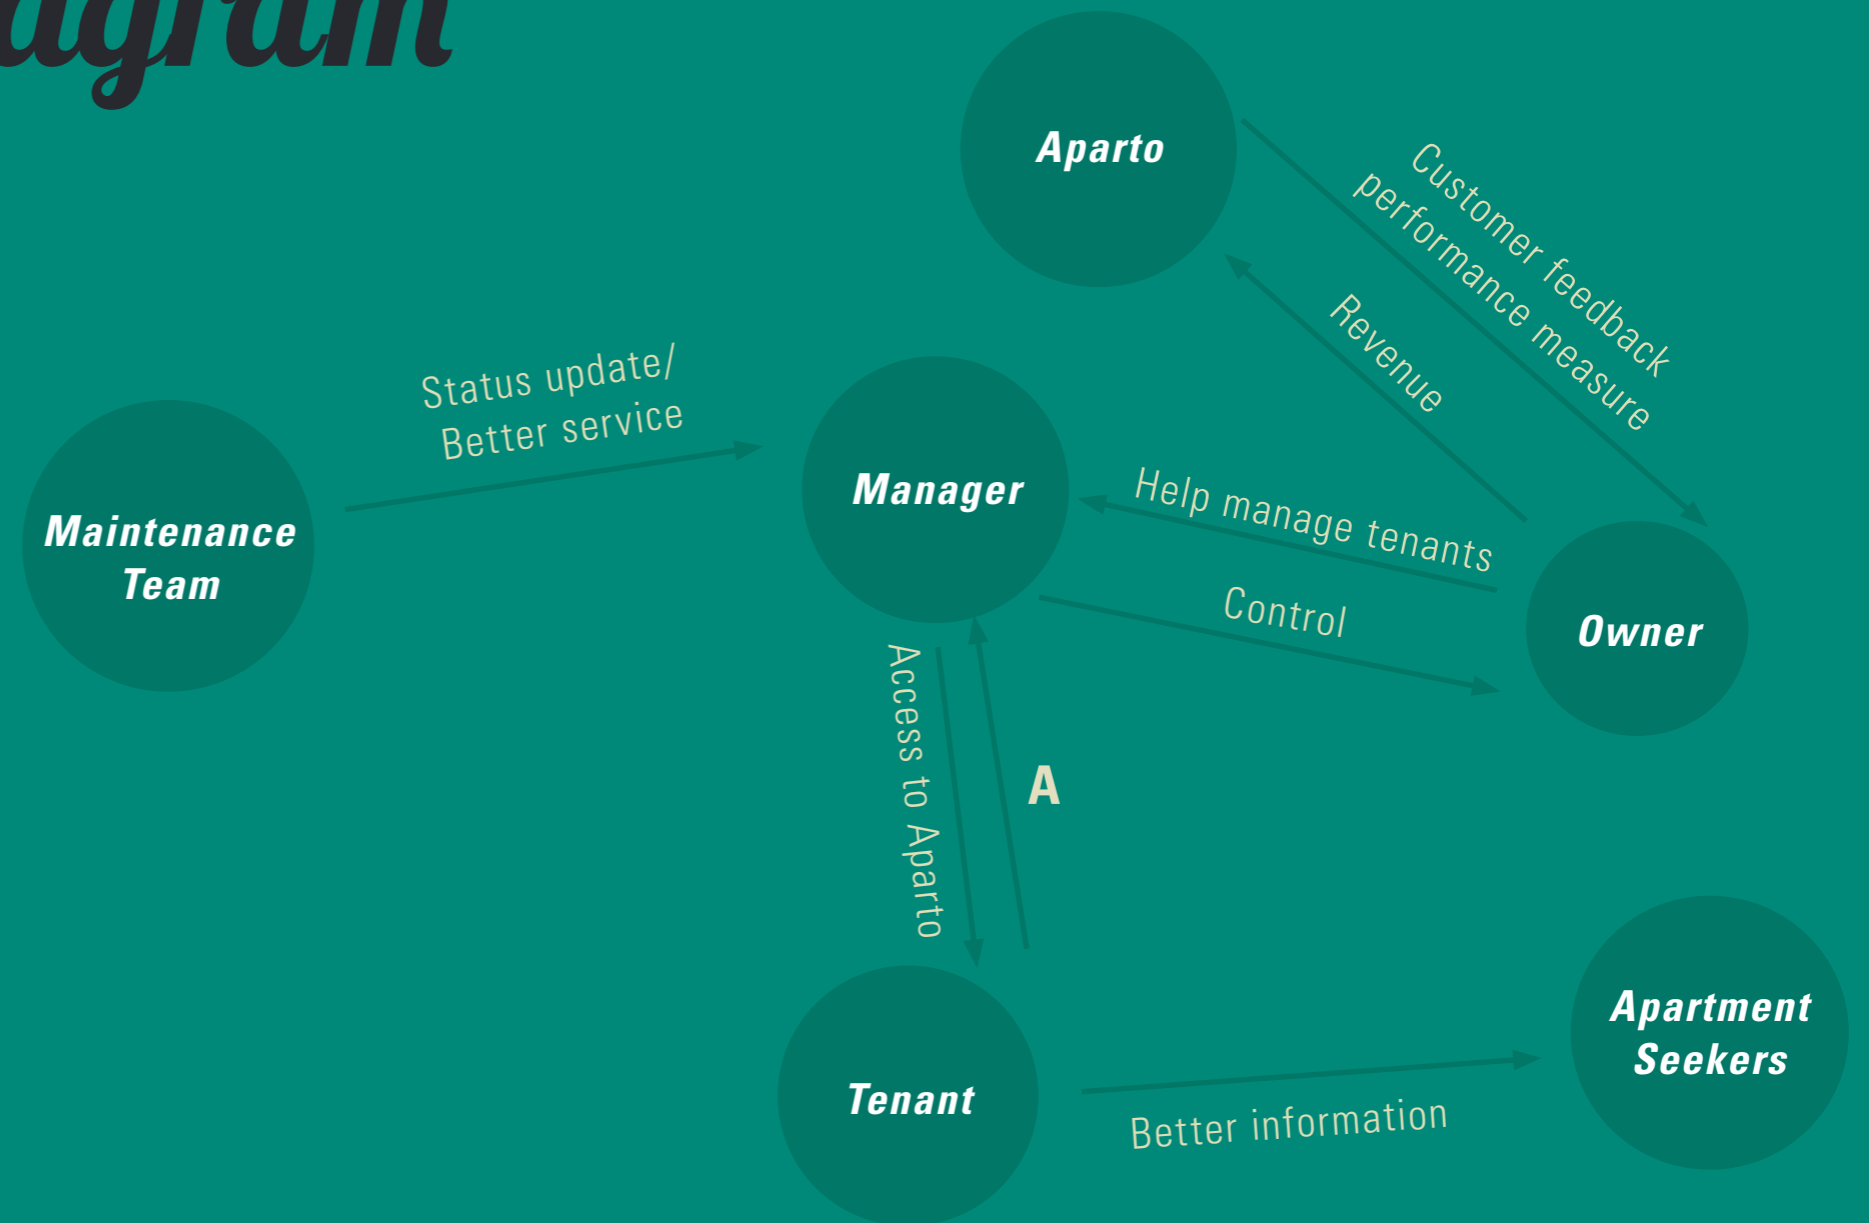 agram
Aparto
Customer feedback
performance measure
Revenue
Status update/
Better service
Manager
Help manage tenants
Maintenance
Team
Control
Owner
Access to Aparto
A
Apartment
Seekers
Tenant
Better information